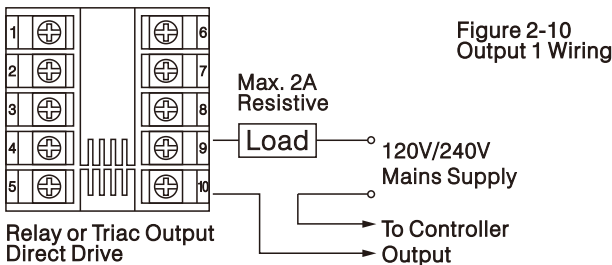 1
6
Figure 2-10
Output 1 Wiring
2
7
Max. 2A
Resistive
3
8
4
9
Load
120V/240V
Mains Supply
5
10
To Controller
Output
Relay or Triac Output
Direct Drive